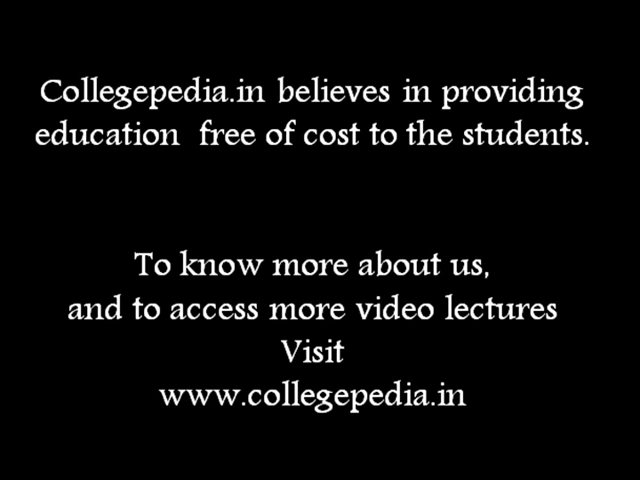 Collegepedia.in believes in providing
education  free of cost to the students.
To know more about us,
and to access more video lectures
Visit
www.collegepedia.in